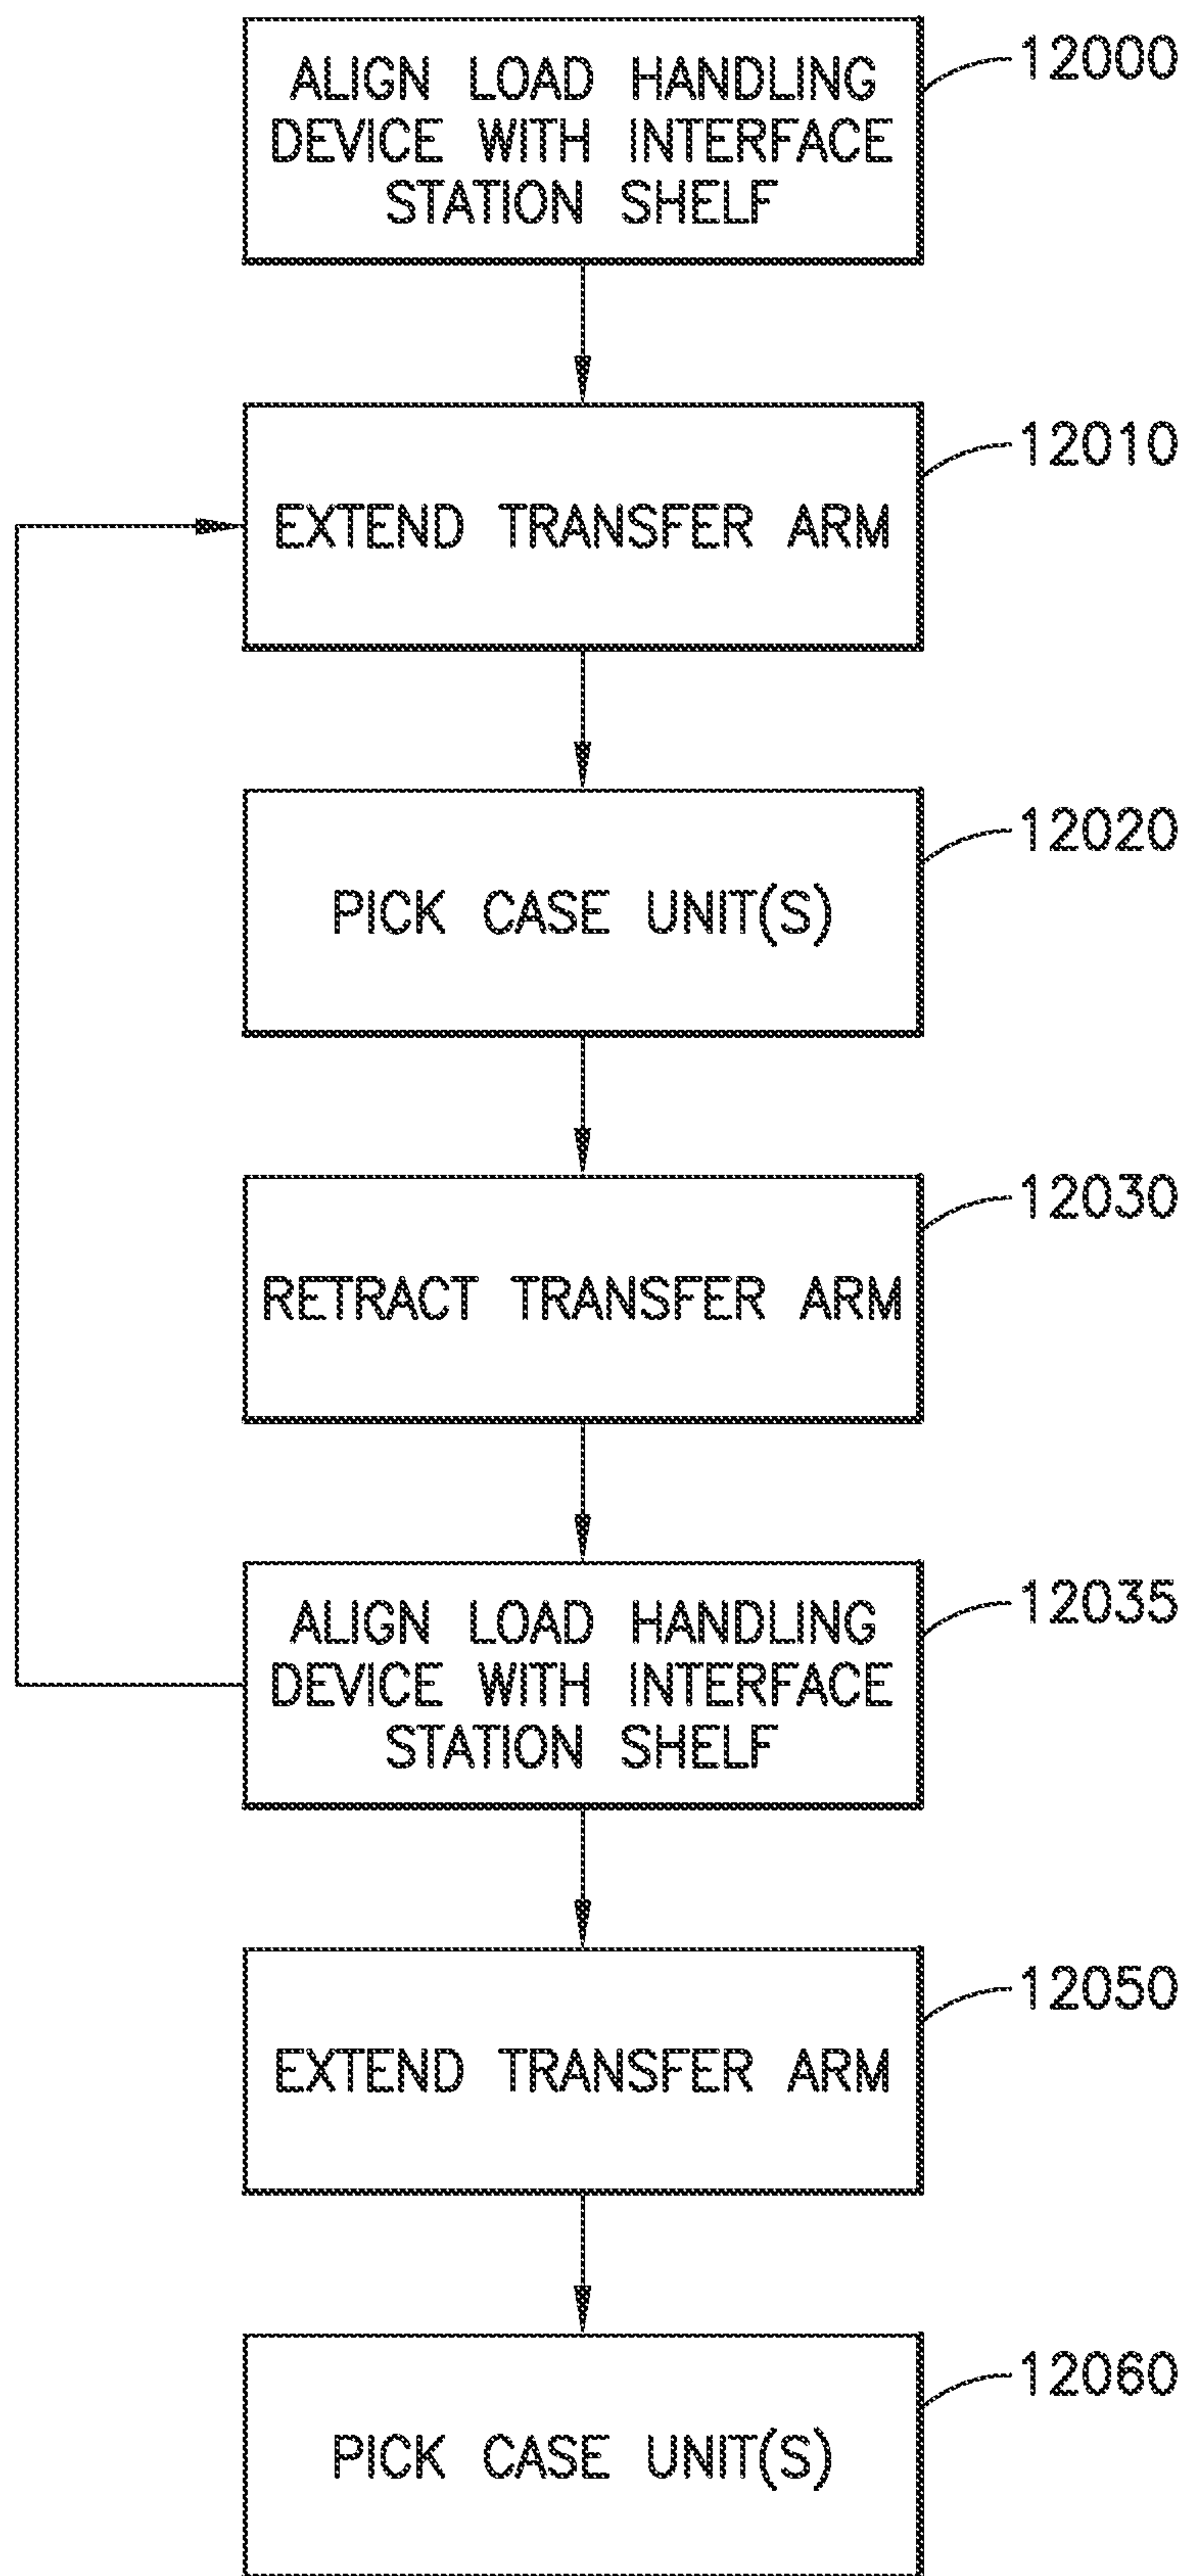 ALIGN LOAD HANDLING
DEVICE WITH INTERFACE
STATION SHELF
12000
EXTEND TRANSFER ARM
12010
PICK CASE UNIT(S)
12020
RETRACT TRANSFER ARM
12030
ALIGN LOAD HANDLING
DEVICE WITH INTERFACE
STATION SHELF
12035
EXTEND TRANSFER ARM
12050
PICK CASE UNIT(S)
12060